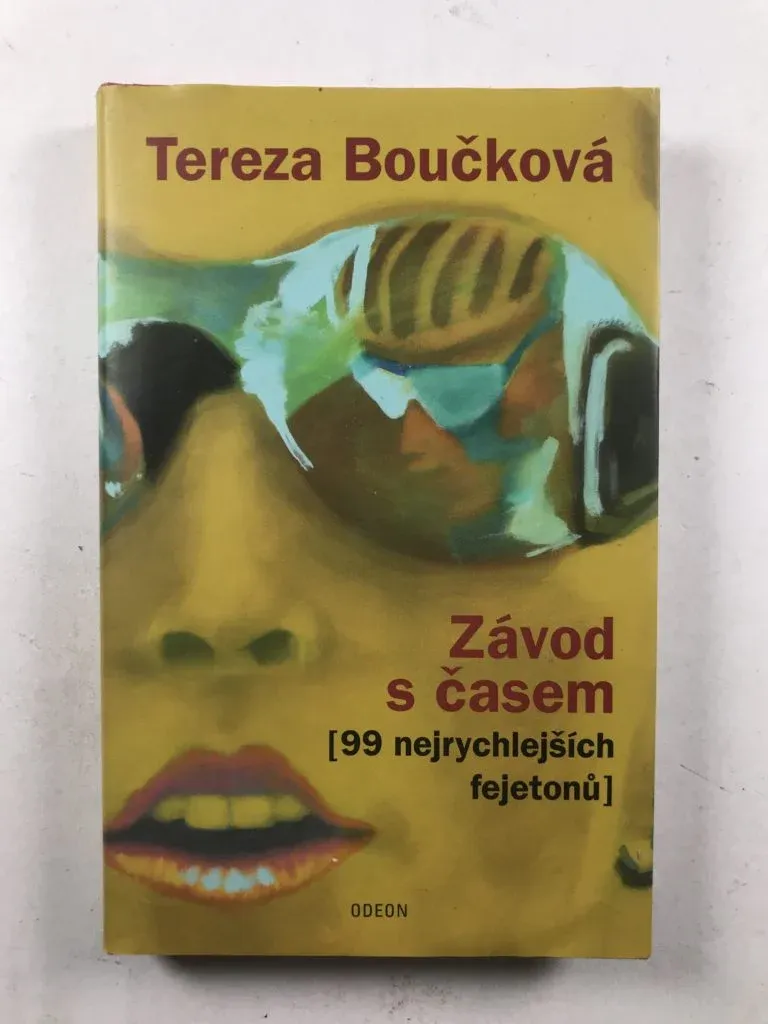 Tereza Boučková
Závod
s časem
[99 nejrychlejších
fejetonů]
ODEON